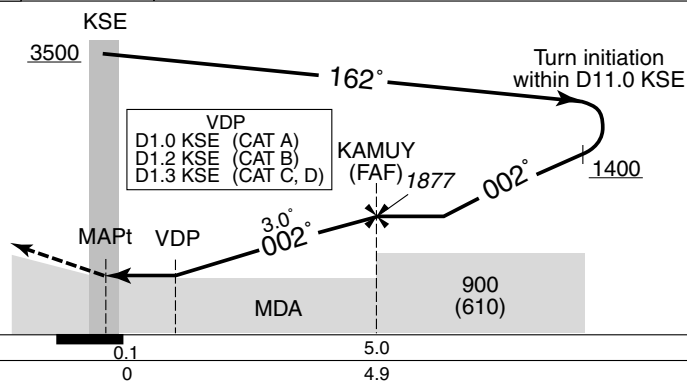 KSE
3500
162°
Turn initiation
within D11.0 KSE
VDP
D1.0 KSE (CAT A)
D1.2 KSE (CAT B)
D1.3 KSE (CAT C, D)
KAMUY
(FAF)
1877
002°
1400
3.0°
002°
MAPt
VDP
MDA
900
(610)
0.1
5.0
0
4.9